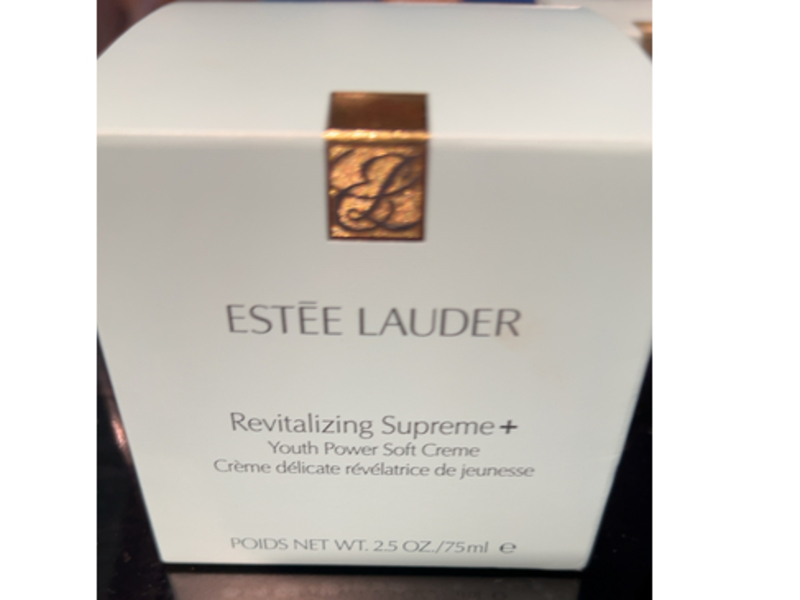 EL
ESTĒE LAUDER
Revitalizing Supreme+
Youth Power Soft Creme
Crème délicate révélatrice de jeunesse
POIDS NET WT. 2.5 OZ./75ml ℮